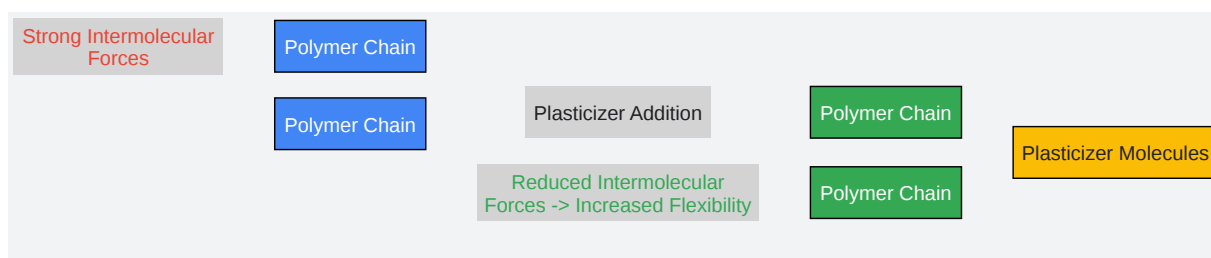 Strong Intermolecular
Forces
Polymer Chain
Polymer Chain
Plasticizer Addition
Reduced Intermolecular
Forces -> Increased Flexibility
Polymer Chain
Polymer Chain
Plasticizer Molecules